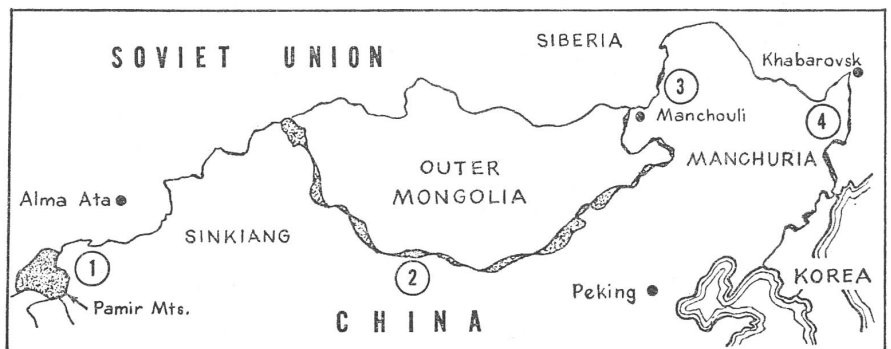 SIBERIA
SOVIET UNION
Khabarovsk
3
Manchouli
4
OUTER
MONGOLIA
MANCHURIA
Alma Ata
SINKIANG
1
2
Pamir Mts.
Peking
KOREA
CHINA